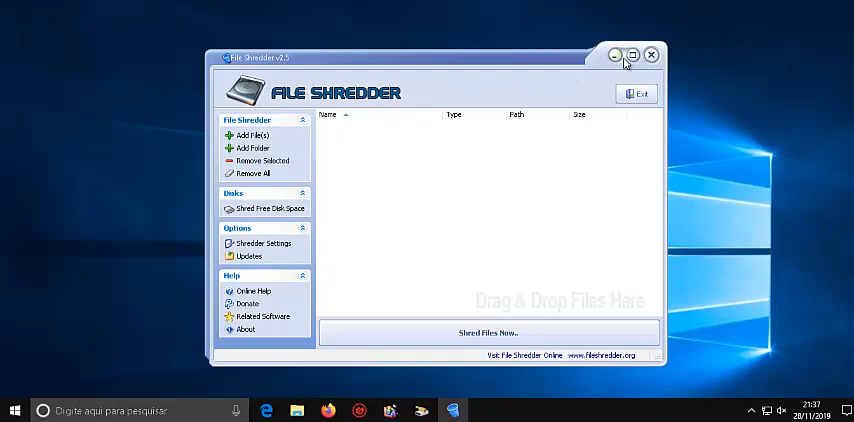 File Shredder v2.5
FILE SHREDDER
Exit
File Shredder
Add File(s)
Add Folder
Remove Selected
Remove All
Disks
Shred Free Disk Space
Options
Shredder Settings
Updates
Help
Online Help
Donate
Related Software
About
Name Type Path Size
Drag & Drop Files Here
Shred Files Now..
Visit File Shredder Online www.fileshredder.org
Digite aqui para pesquisar
21:37
28/11/2019